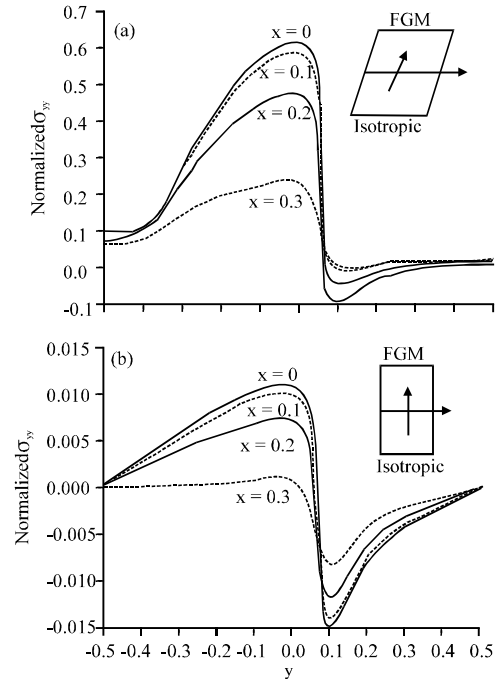 (a)
0.7
0.6
0.5
0.4
0.3
0.2
0.1
0.0
-0.1
Normalizedσyy
x = 0
x = 0.1
x = 0.2
x = 0.3
FGM
Isotropic
(b)
0.015
0.010
0.005
0.000
-0.005
-0.010
-0.015
Normalizedσyy
x = 0
x = 0.1
x = 0.2
x = 0.3
FGM
Isotropic
-0.5 -0.5 -0.3 -0.2 -0.1 0.0 0.1 0.2 0.3 0.4 0.5
y